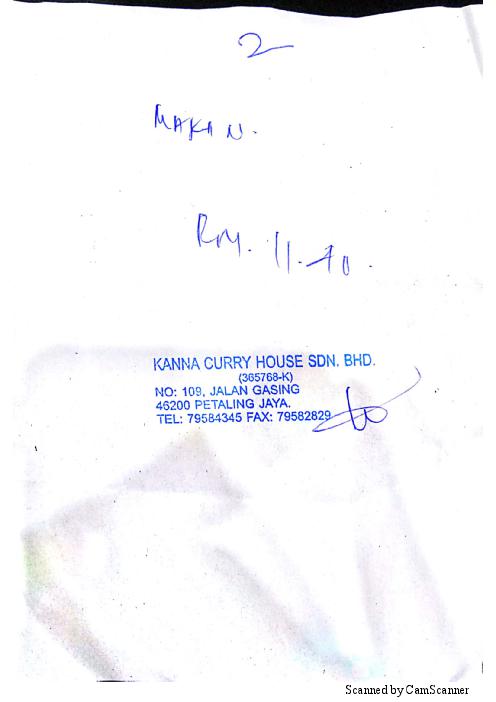 2
MAKAN.
RM. 11.40.
KANNA CURRY HOUSE SDN. BHD.
(365768-K)
NO: 109, JALAN GASING
46200 PETALING JAYA.
TEL: 79584345 FAX: 79582829
Scanned by CamScanner